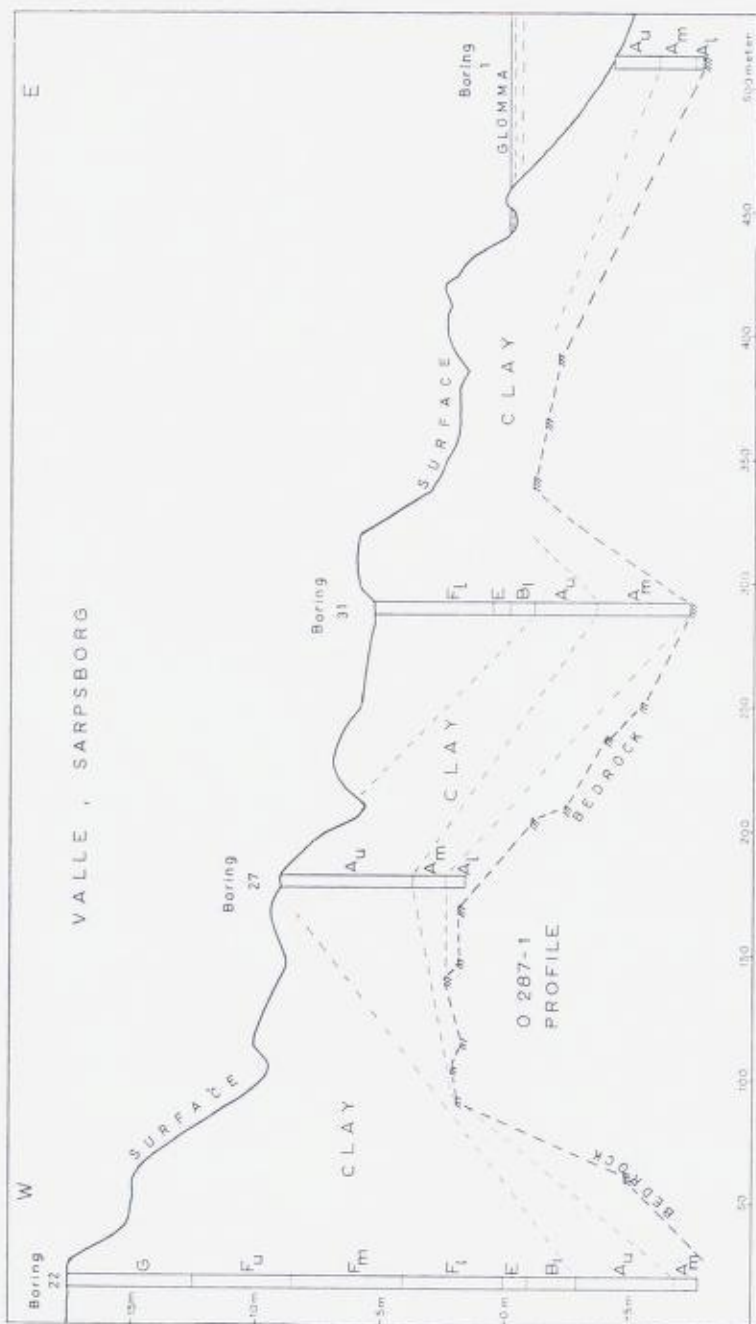 VALLE , SARPSBORG
W
E
Boring
22
Boring
27
Boring
31
Boring
1
GLOMMA
SURFACE
SURFACE
CLAY
CLAY
CLAY
BEDROCK
BEDROCK
O 287-1
PROFILE
G
Fu
Fm
Fl
E
Bl
Au
Am
Au
Am
Al
Fl
E
Bl
Au
Am
Au
Am
Al
15m
10m
5m
0m
5m
50
100
150
200
250
300
350
400
450
500meter